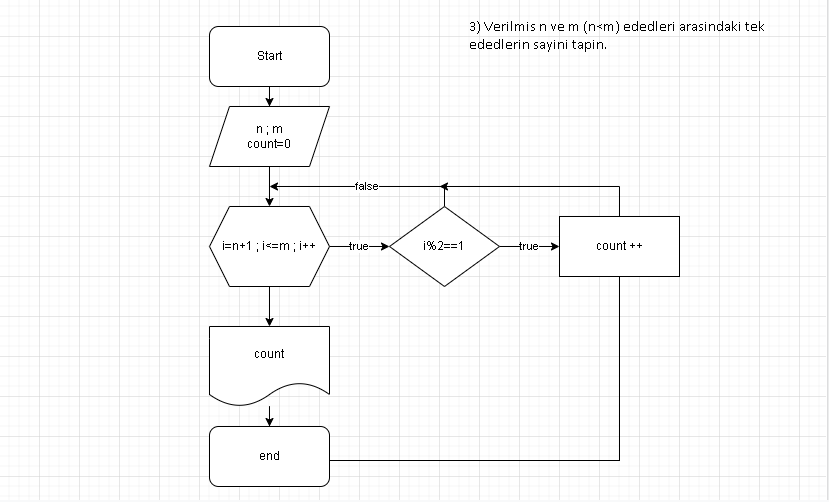 3) Verilmis n ve m (n<m) ededleri arasindaki tek
ededlerin sayini tapin.
Start
n ; m
count=0
false
i=n+1 ; i<=m ; i++
true
i%2==1
true
count ++
count
end